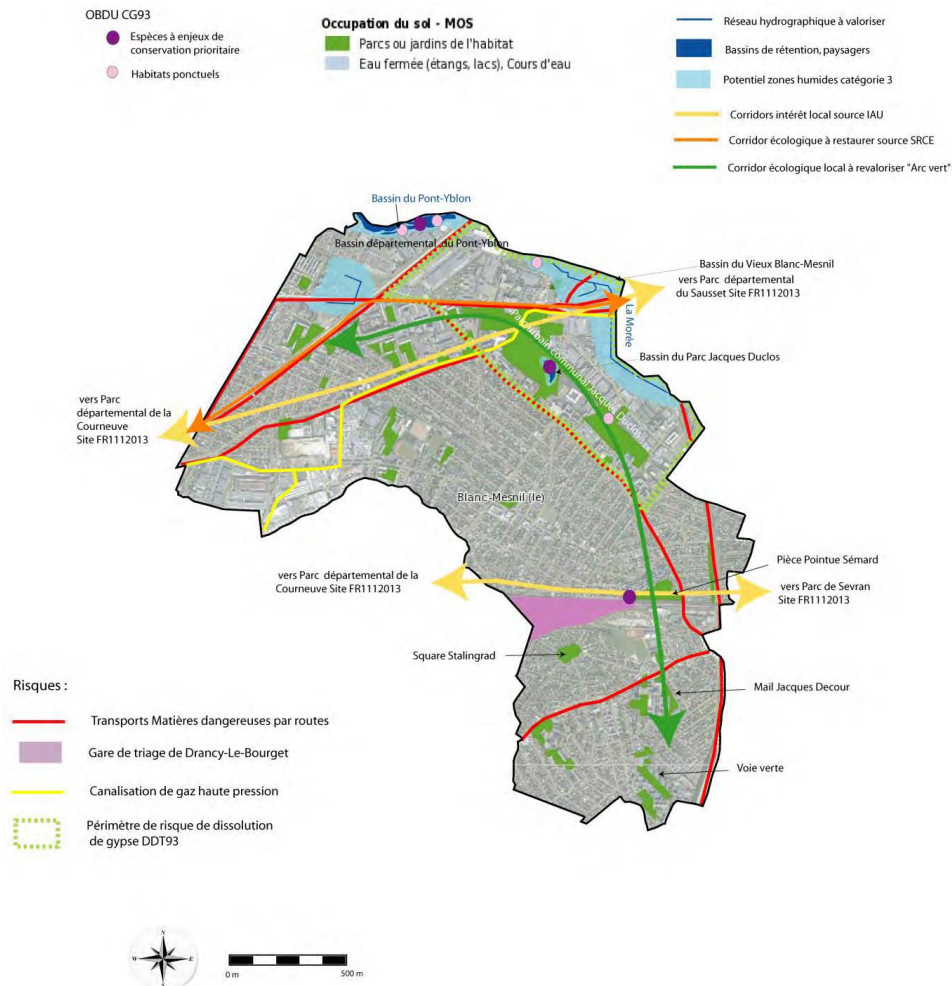 OBDU CG93
Espèces à enjeux de
conservation prioritaire
Habitats ponctuels
Occupation du sol - MOS
Parcs ou jardins de l'habitat
Eau fermée (étangs, lacs), Cours d'eau
Réseau hydrographique à valoriser
Bassins de rétention, paysagers
Potentiel zones humides catégorie 3
Corridors intérêt local source IAU
Corridor écologique à restaurer source SRCE
Corridor écologique local à revaloriser "Arc vert"
Bassin du Pont-Yblon
Bassin départemental du Pont-Yblon
Bassin du Vieux Blanc-Mesnil
vers Parc départemental
du Sausset Site FR1112013
La Morée
Parc urbain communal Jacques Duclos
Bassin du Parc Jacques Duclos
vers Parc
départemental de la
Courneuve
Site FR1112013
Blanc-Mesnil (le)
Pièce Pointue Sémard
vers Parc départemental de la
Courneuve Site FR1112013
vers Parc de Sevran
Site FR1112013
Square Stalingrad
Mail Jacques Decour
Voie verte
Risques :
Transports Matières dangereuses par routes
Gare de triage de Drancy-Le-Bourget
Canalisation de gaz haute pression
Périmètre de risque de dissolution
de gypse DDT93
N
W E
S
0 m 500 m